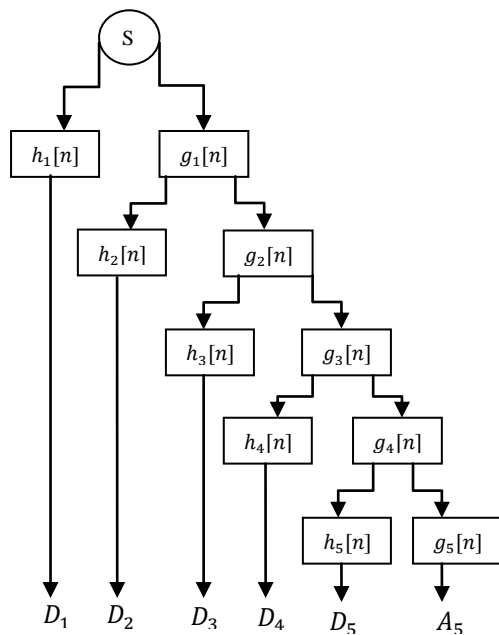 S
h₁[n]
g₁[n]
h₂[n]
g₂[n]
h₃[n]
g₃[n]
h₄[n]
g₄[n]
h₅[n]
g₅[n]
D₁ D₂ D₃ D₄ D₅ A₅